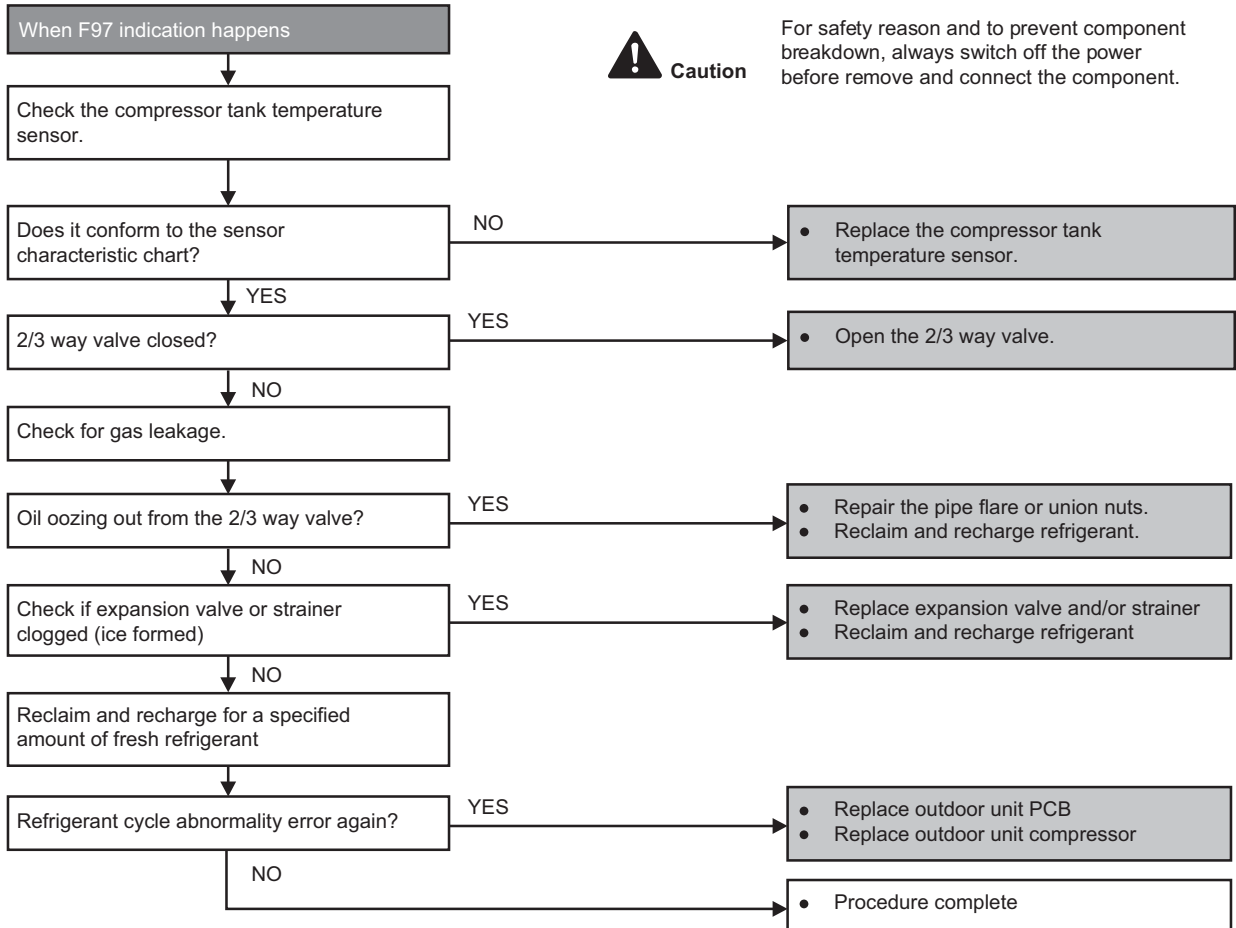 When F97 indication happens
Caution
For safety reason and to prevent component
breakdown, always switch off the power
before remove and connect the component.
Check the compressor tank temperature
sensor.
Does it conform to the sensor
characteristic chart?
NO
● Replace the compressor tank
temperature sensor.
YES
2/3 way valve closed?
YES
● Open the 2/3 way valve.
NO
Check for gas leakage.
Oil oozing out from the 2/3 way valve?
YES
● Repair the pipe flare or union nuts.
● Reclaim and recharge refrigerant.
NO
Check if expansion valve or strainer
clogged (ice formed)
YES
● Replace expansion valve and/or strainer
● Reclaim and recharge refrigerant
NO
Reclaim and recharge for a specified
amount of fresh refrigerant
Refrigerant cycle abnormality error again?
YES
● Replace outdoor unit PCB
● Replace outdoor unit compressor
NO
● Procedure complete